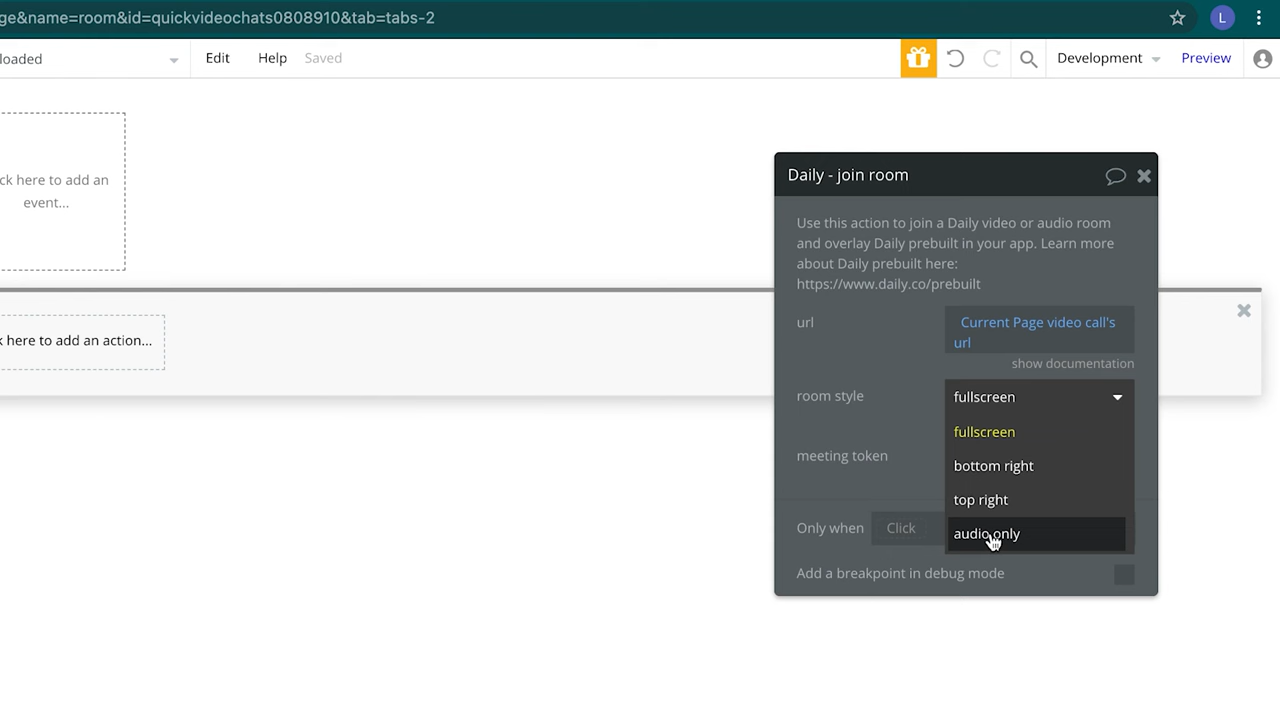 ge&name=room&id=quickvideochats0808910&tab=tabs-2
L
loaded
Edit
Help
Saved
Development
Preview
ck here to add an
event...
k here to add an action...
Daily - join room
Use this action to join a Daily video or audio room
and overlay Daily prebuilt in your app. Learn more
about Daily prebuilt here:
https://www.daily.co/prebuilt
url
Current Page video call's
url
show documentation
room style
fullscreen
fullscreen
bottom right
top right
audio only
meeting token
Only when
Click
Add a breakpoint in debug mode